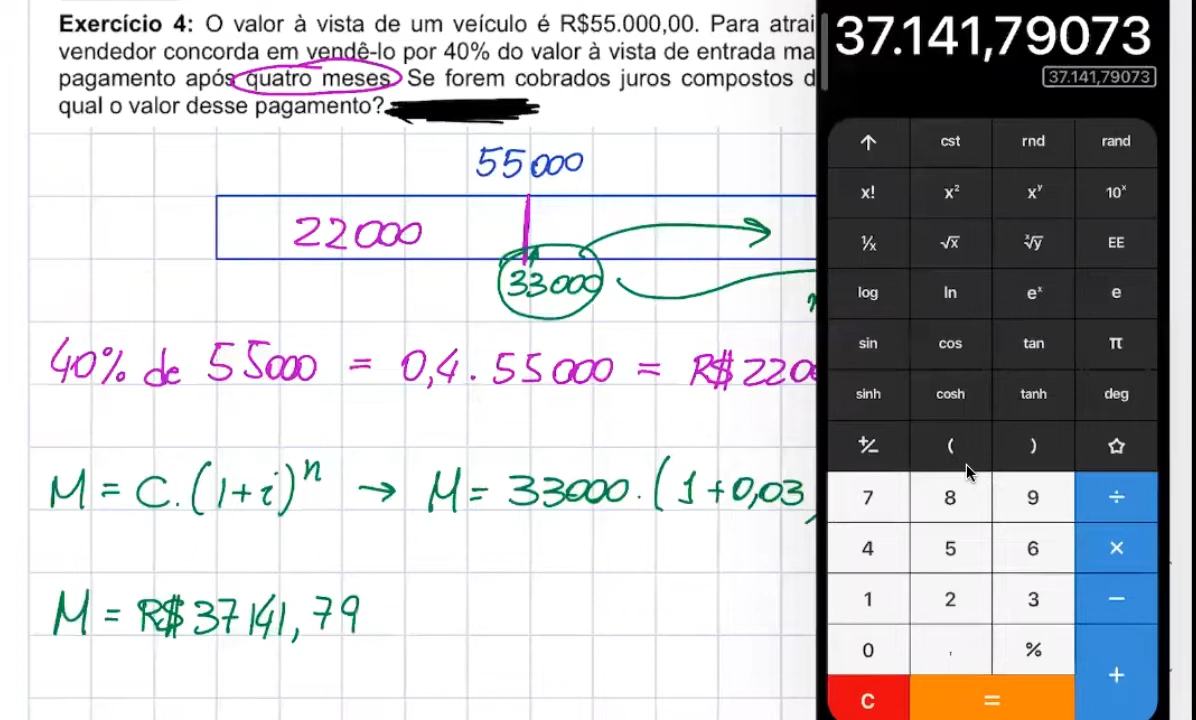 Exercício 4: O valor à vista de um veículo é R$55.000,00. Para atrai
vendedor concorda em vendê-lo por 40% do valor à vista de entrada ma
pagamento após quatro meses. Se forem cobrados juros compostos d
qual o valor desse pagamento?
55000
22000
33000
40% de 55000 = 0,4 . 55000 = R$ 2200
M = C.(1+i)^n → M = 33000.(1+0,03
M = R$ 37141,79
37.141,79073
37.141,79073
↑ cst rnd rand
x! x² xʸ 10ˣ
¹/x √x ˣ√y EE
log ln eˣ e
sin cos tan π
sinh cosh tanh deg
+/− ( ) ☆
7 8 9 ÷
4 5 6 ×
1 2 3 −
0 , % +
C =